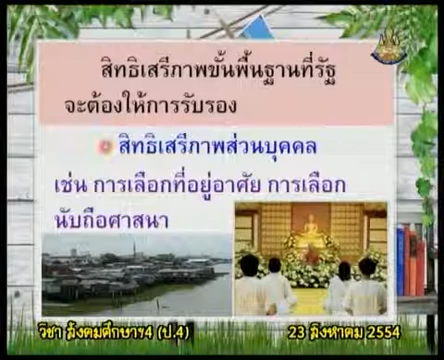 สิทธิเสรีภาพขั้นพื้นฐานที่รัฐ
จะต้องให้การรับรอง
สิทธิเสรีภาพส่วนบุคคล
เช่น การเลือกที่อยู่อาศัย การเลือก
นับถือศาสนา
วิชา สังคมศึกษาฯ4 (ป.4)
23 สิงหาคม 2554